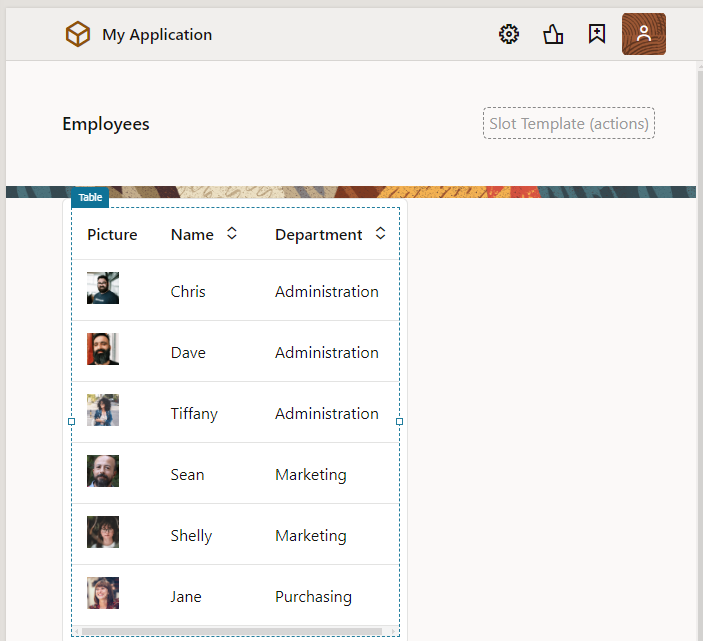 My Application
Employees
Slot Template (actions)
Table
Picture Name Department
Chris Administration
Dave Administration
Tiffany Administration
Sean Marketing
Shelly Marketing
Jane Purchasing